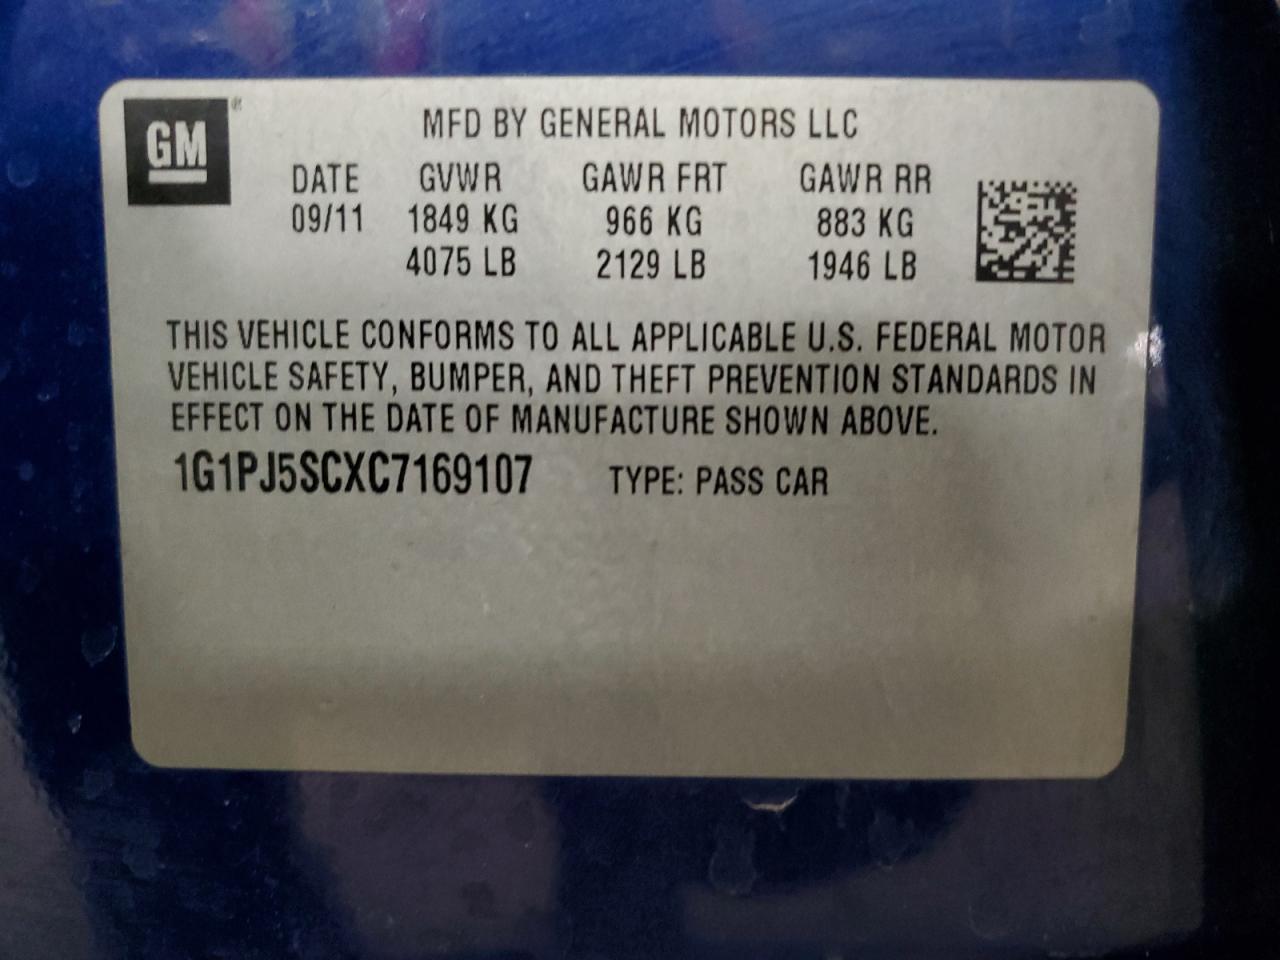 GM®
MFD BY GENERAL MOTORS LLC
DATE GVWR GAWR FRT GAWR RR
09/11 1849 KG 966 KG 883 KG
4075 LB 2129 LB 1946 LB
THIS VEHICLE CONFORMS TO ALL APPLICABLE U.S. FEDERAL MOTOR
VEHICLE SAFETY, BUMPER, AND THEFT PREVENTION STANDARDS IN
EFFECT ON THE DATE OF MANUFACTURE SHOWN ABOVE.
1G1PJ5SCXC7169107 TYPE: PASS CAR